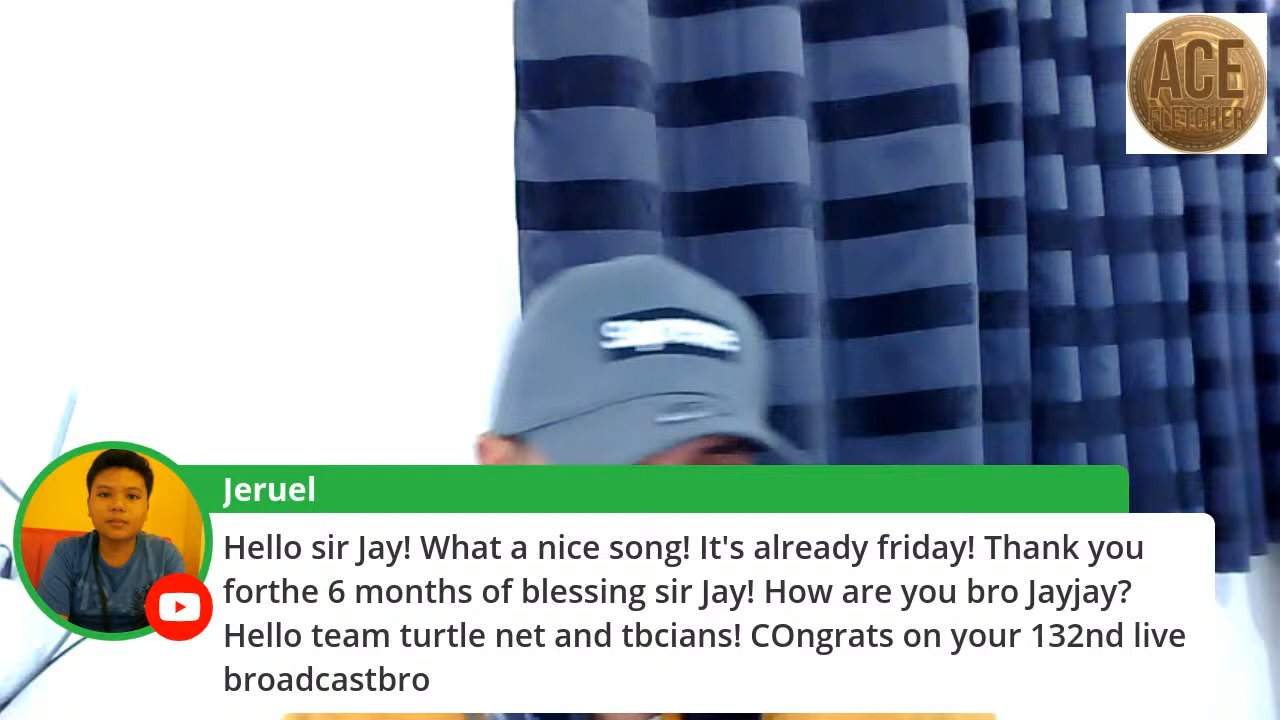 ACE
FLETCHER
Jeruel
Hello sir Jay! What a nice song! It's already friday! Thank you
forthe 6 months of blessing sir Jay! How are you bro Jayjay?
Hello team turtle net and tbcians! COngrats on your 132nd live
broadcastbro